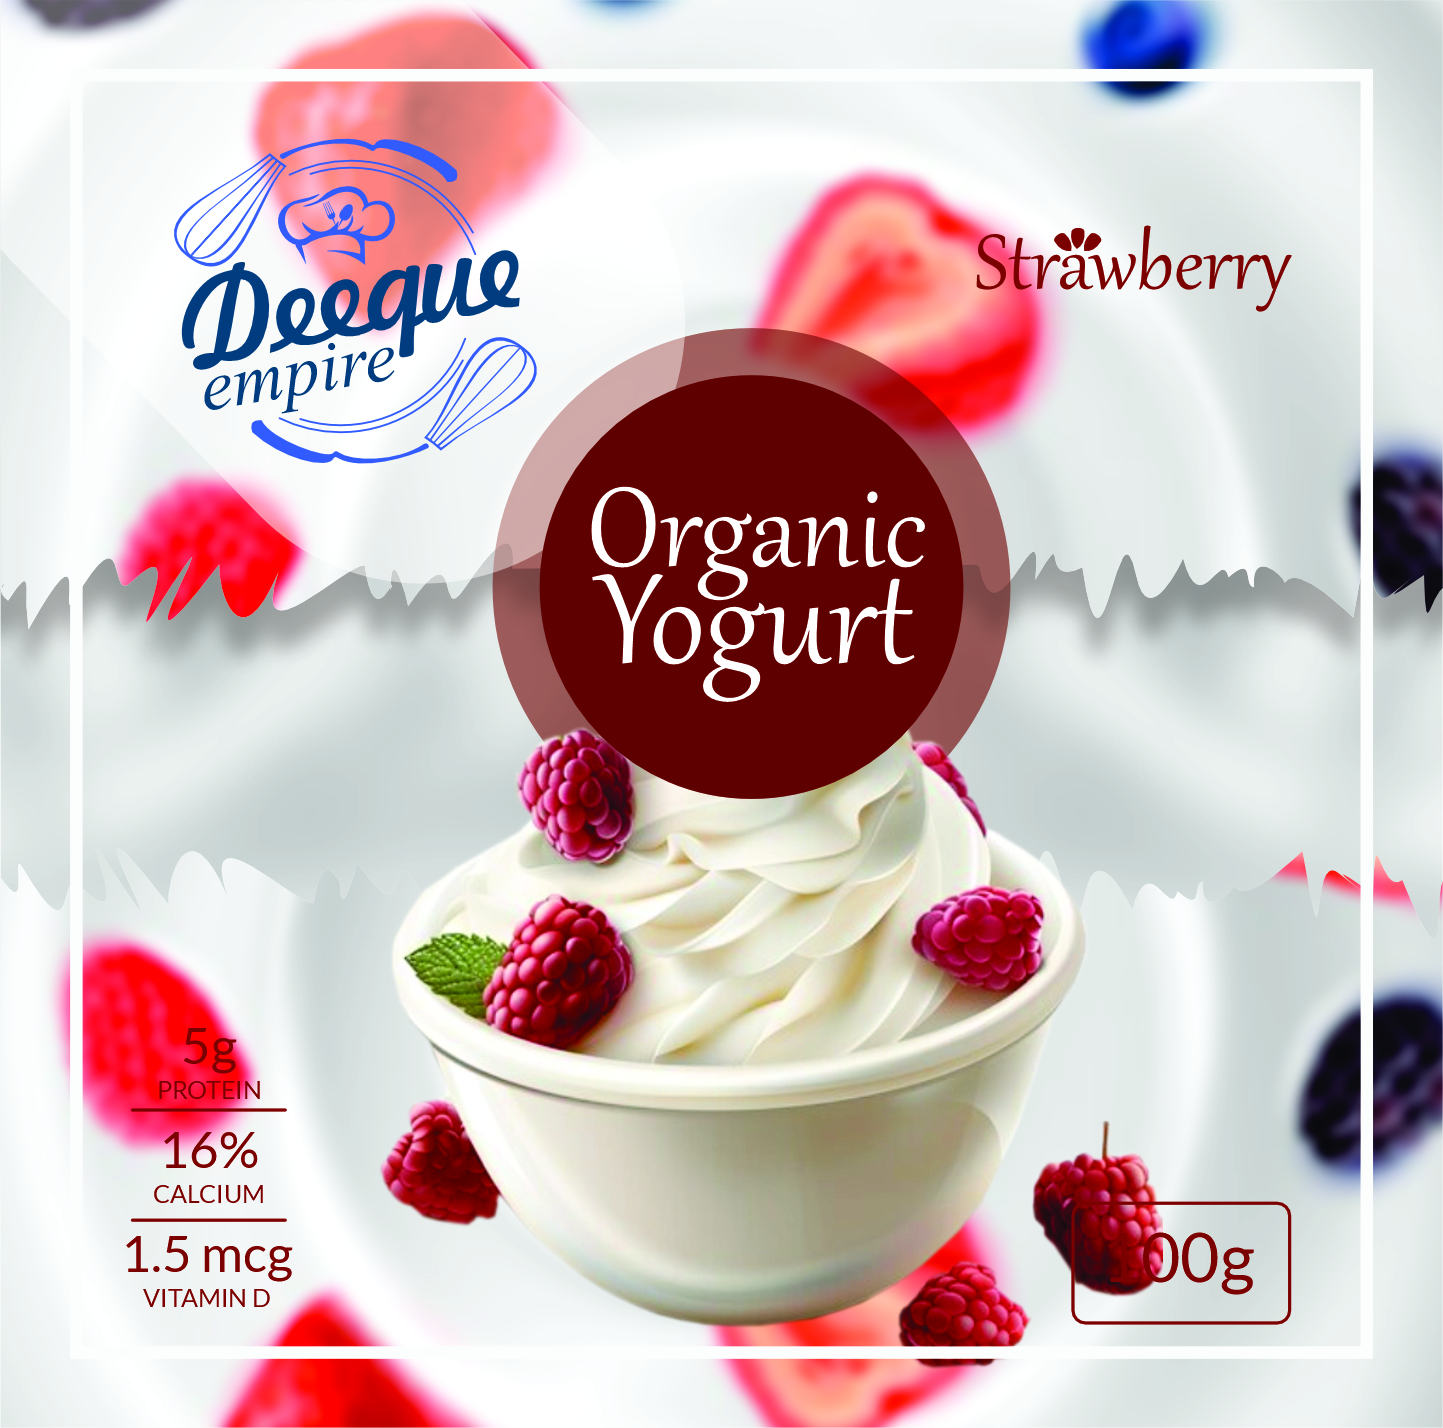 Deeque
empire
Strawberry
Organic
Yogurt
5g
PROTEIN
16%
CALCIUM
1.5 mcg
VITAMIN D
00g